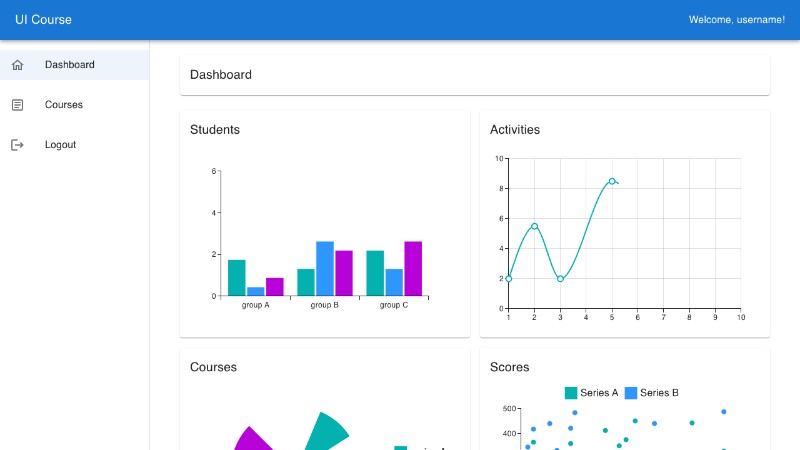 UI Course
Welcome, username!
Dashboard
Courses
Logout
Dashboard
Students
6
4
2
0
group A group B group C
Activities
10
8
6
4
2
0
1 2 3 4 5 6 7 8 9 10
Courses
Scores
Series A Series B
500
400